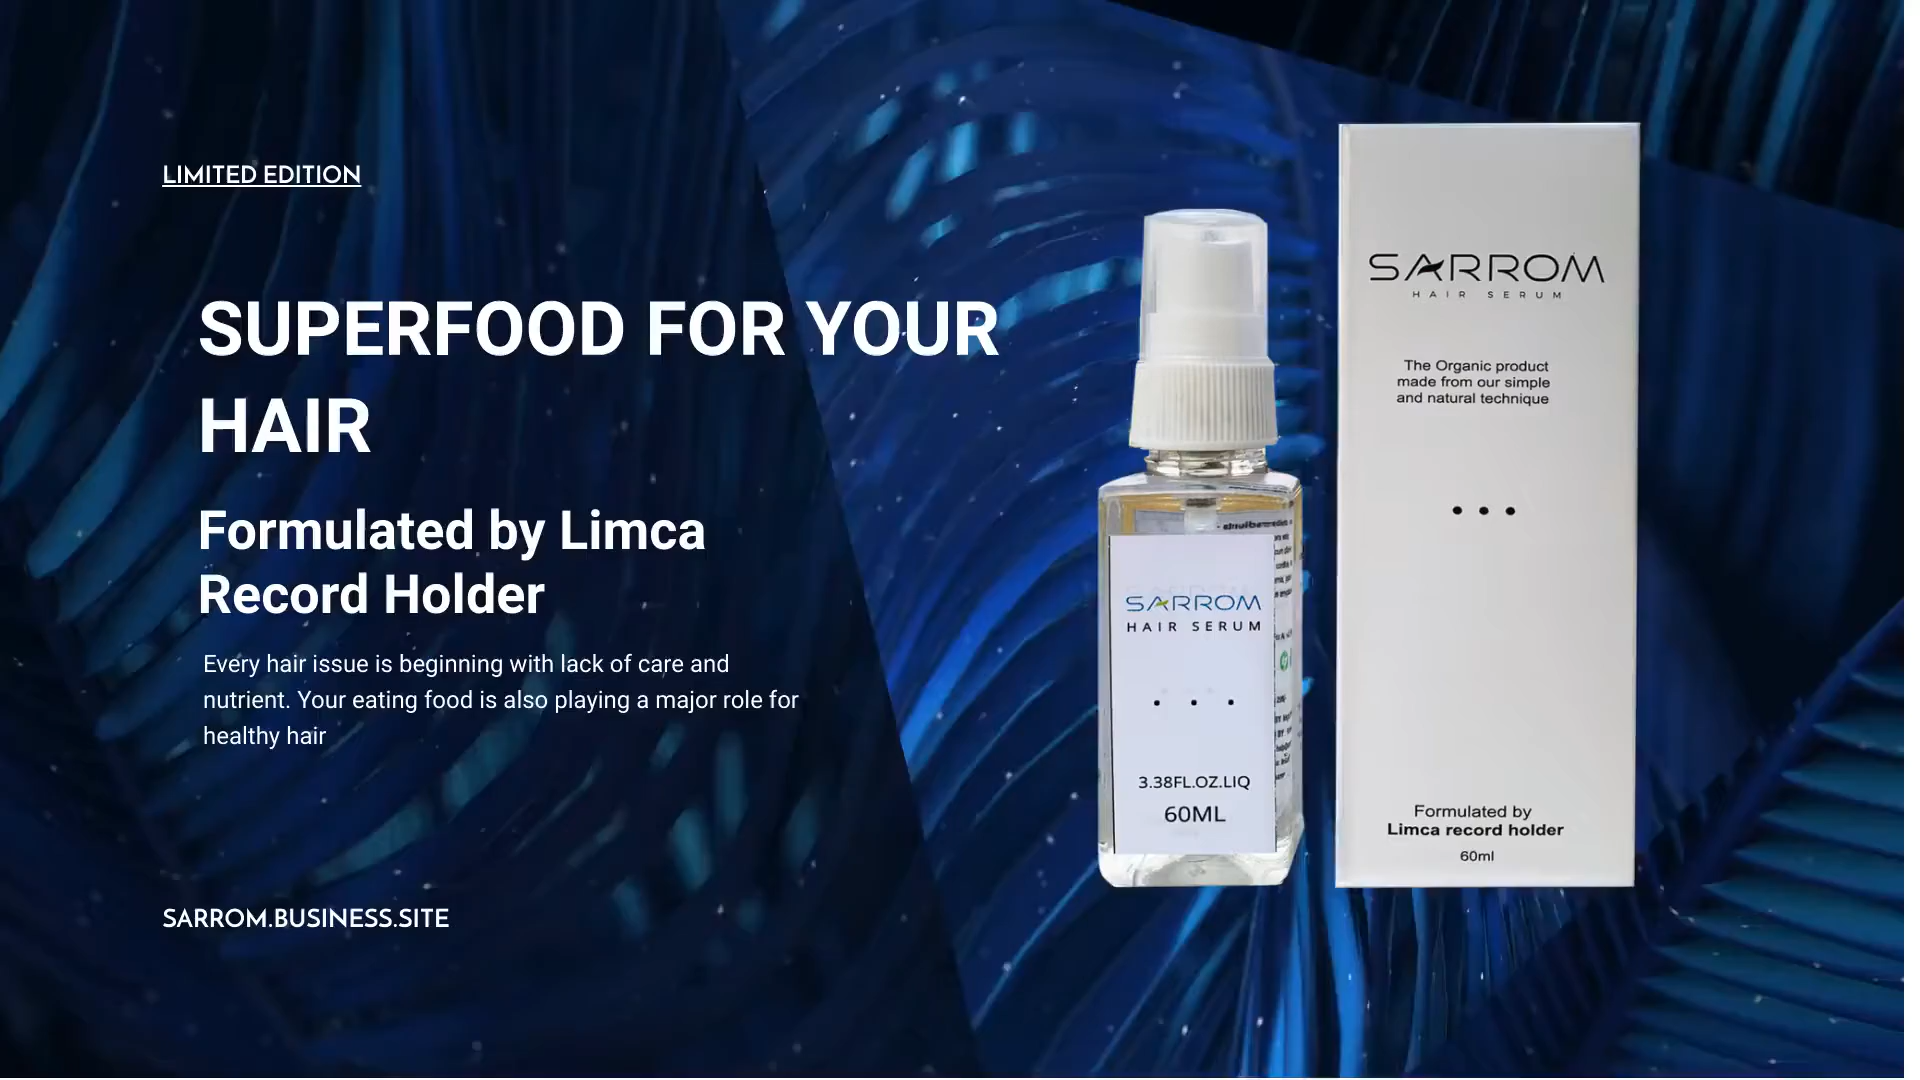 LIMITED EDITION
SUPERFOOD FOR YOUR
HAIR
Formulated by Limca
Record Holder
Every hair issue is beginning with lack of care and
nutrient. Your eating food is also playing a major role for
healthy hair
SARROM.BUSINESS.SITE
SARROM
HAIR SERUM
3.38FL.OZ.LIQ
60ML
SARROM
HAIR SERUM
The Organic product
made from our simple
and natural technique
Formulated by
Limca record holder
60ml